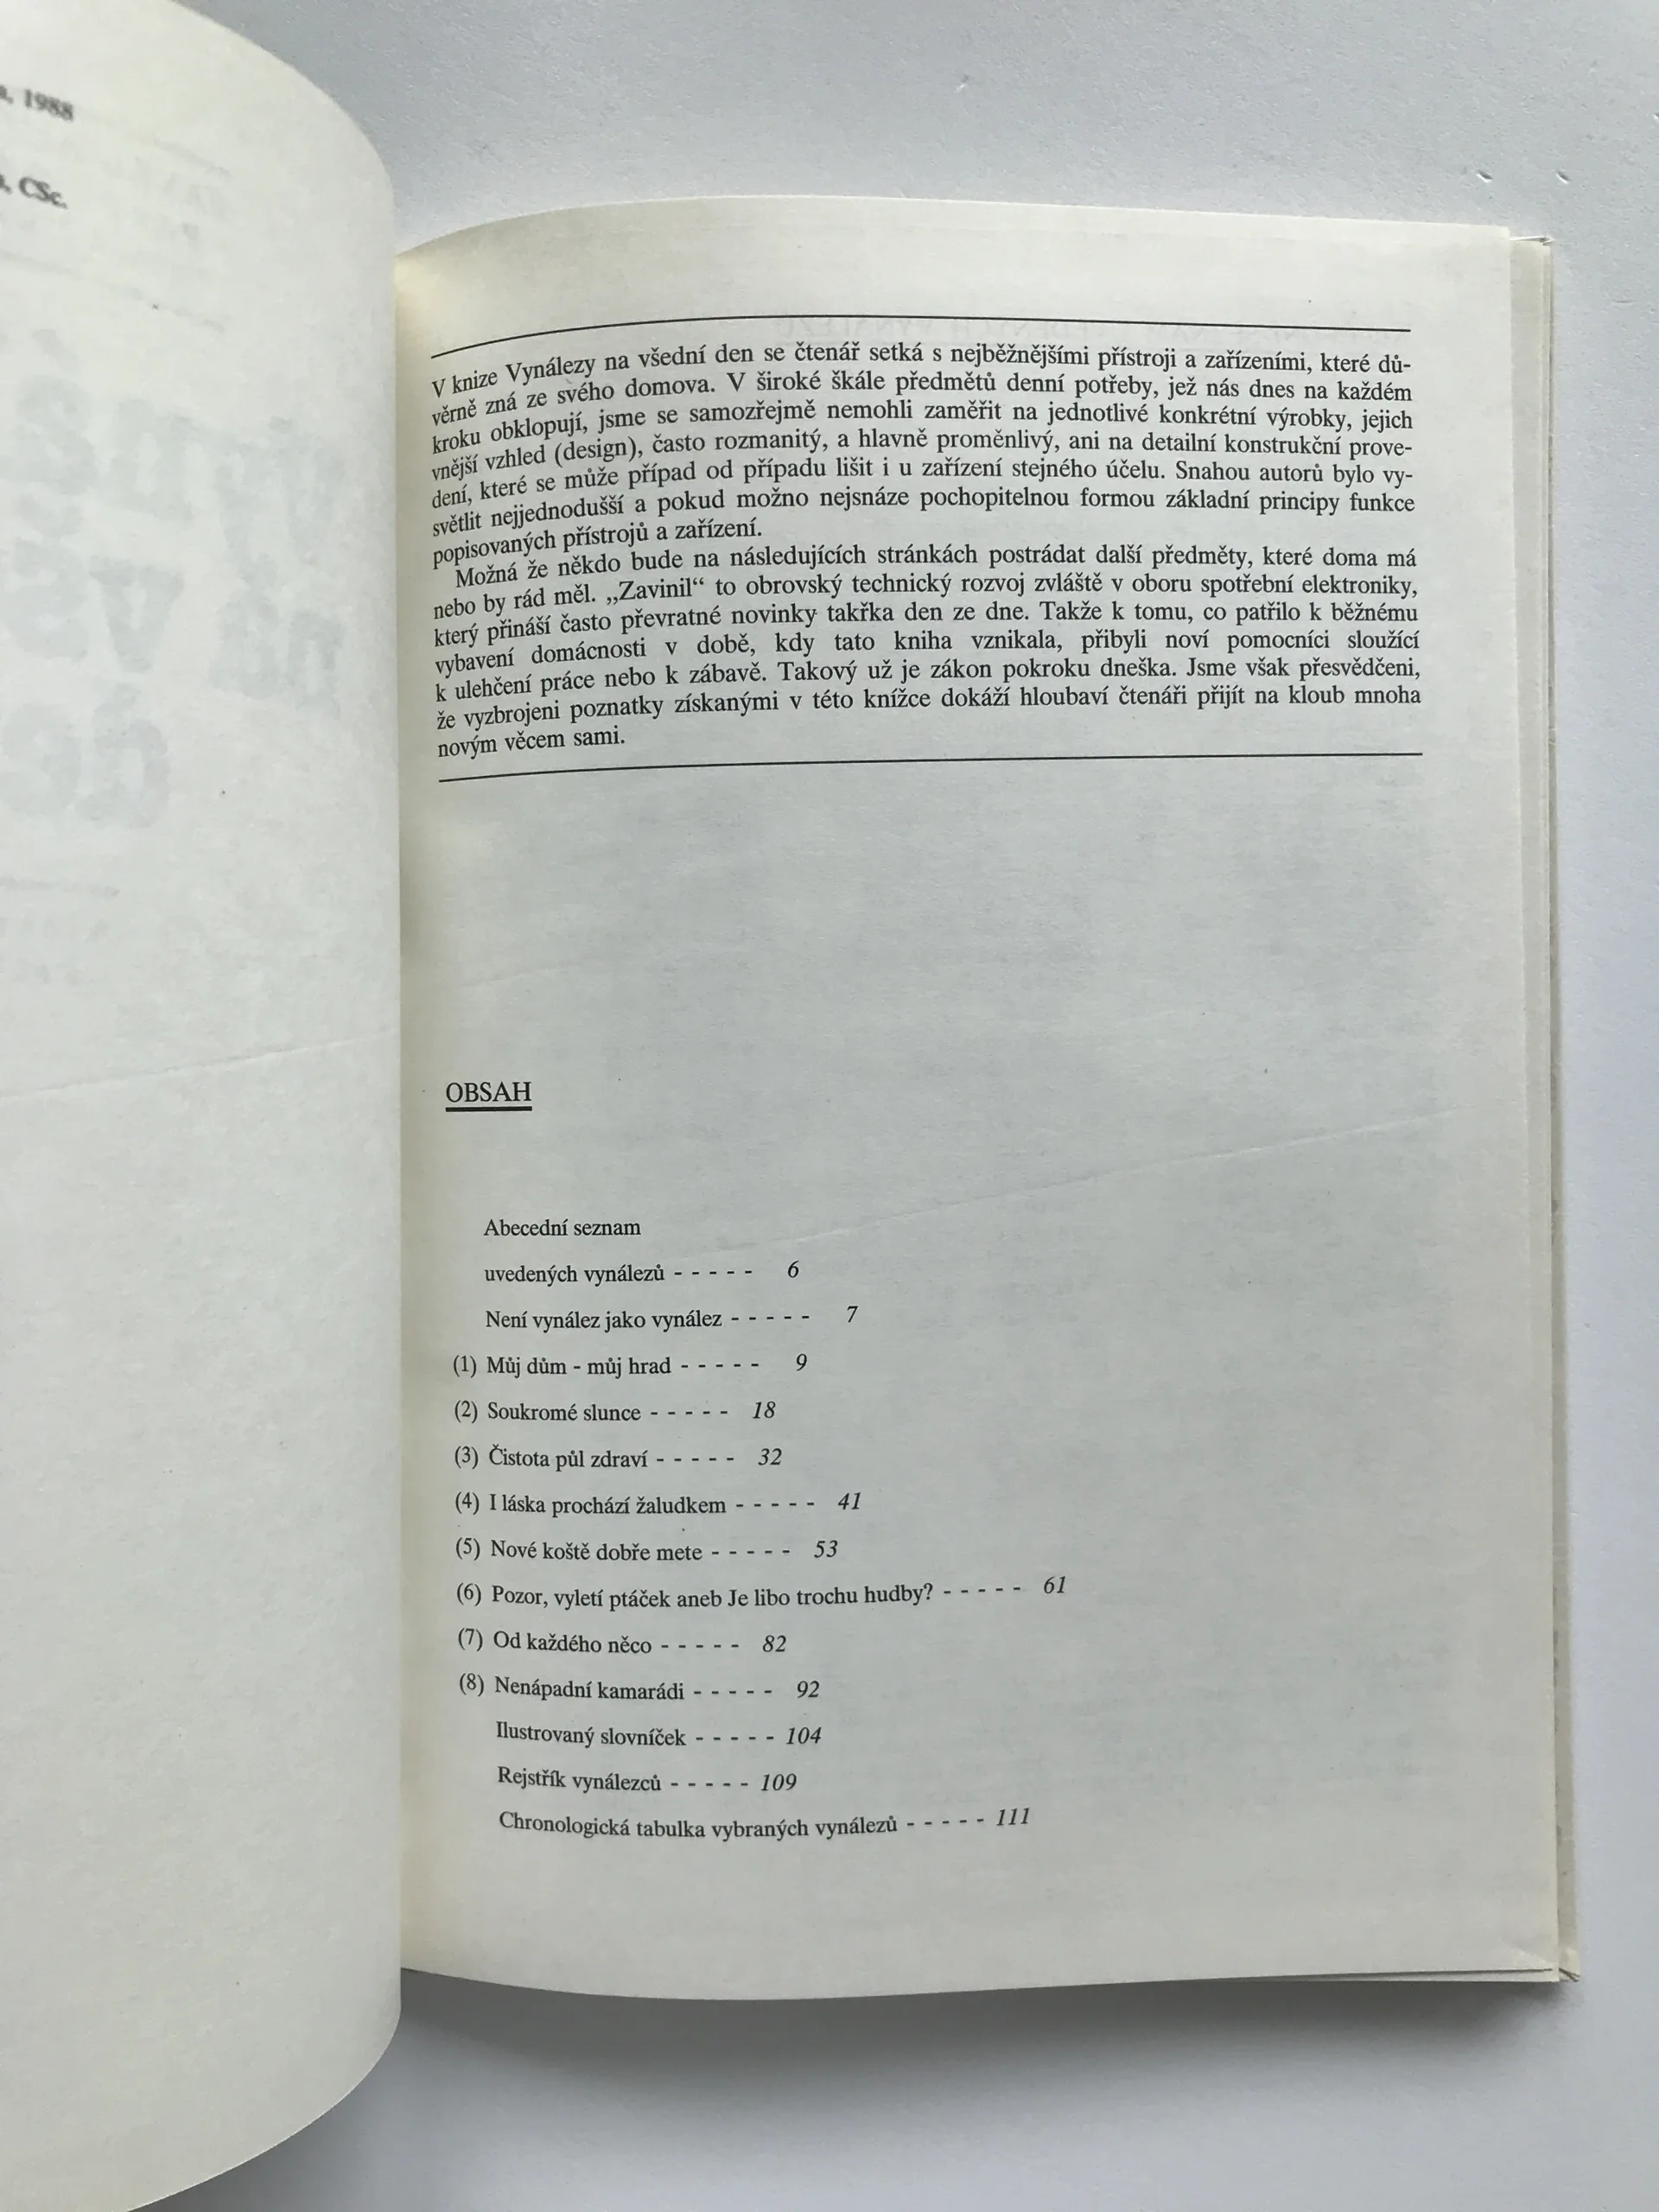 1988
CSc.
V knize Vynálezy na všední den se čtenář setká s nejběžnějšími přístroji a zařízeními, které dů-
věrně zná ze svého domova. V široké škále předmětů denní potřeby, jež nás dnes na každém
kroku obklopují, jsme se samozřejmě nemohli zaměřit na jednotlivé konkrétní výrobky, jejich
vnější vzhled (design), často rozmanitý, a hlavně proměnlivý, ani na detailní konstrukční prove-
dení, které se může případ od případu lišit i u zařízení stejného účelu. Snahou autorů bylo vy-
světlit nejjednodušší a pokud možno nejsnáze pochopitelnou formou základní principy funkce
popisovaných přístrojů a zařízení.
Možná že někdo bude na následujících stránkách postrádat další předměty, které doma má
nebo by rád měl. „Zavinil“ to obrovský technický rozvoj zvláště v oboru spotřební elektroniky,
který přináší často převratné novinky takřka den ze dne. Takže k tomu, co patřilo k běžnému
vybavení domácnosti v době, kdy tato kniha vznikala, přibyli noví pomocníci sloužící
k ulehčení práce nebo k zábavě. Takový už je zákon pokroku dneška. Jsme však přesvědčeni,
že vyzbrojeni poznatky získanými v této knížce dokáží hloubaví čtenáři přijít na kloub mnoha
novým věcem sami.
OBSAH
Abecední seznam
uvedených vynálezů - - - - - 6
Není vynález jako vynález - - - - - 7
(1) Můj dům - můj hrad - - - - - 9
(2) Soukromé slunce - - - - - 18
(3) Čistota půl zdraví - - - - - 32
(4) I láska prochází žaludkem - - - - - 41
(5) Nové koště dobře mete - - - - - 53
(6) Pozor, vyletí ptáček aneb Je libo trochu hudby? - - - - - 61
(7) Od každého něco - - - - - 82
(8) Nenápadní kamarádi - - - - - 92
Ilustrovaný slovníček - - - - - 104
Rejstřík vynálezců - - - - - 109
Chronologická tabulka vybraných vynálezů - - - - - 111